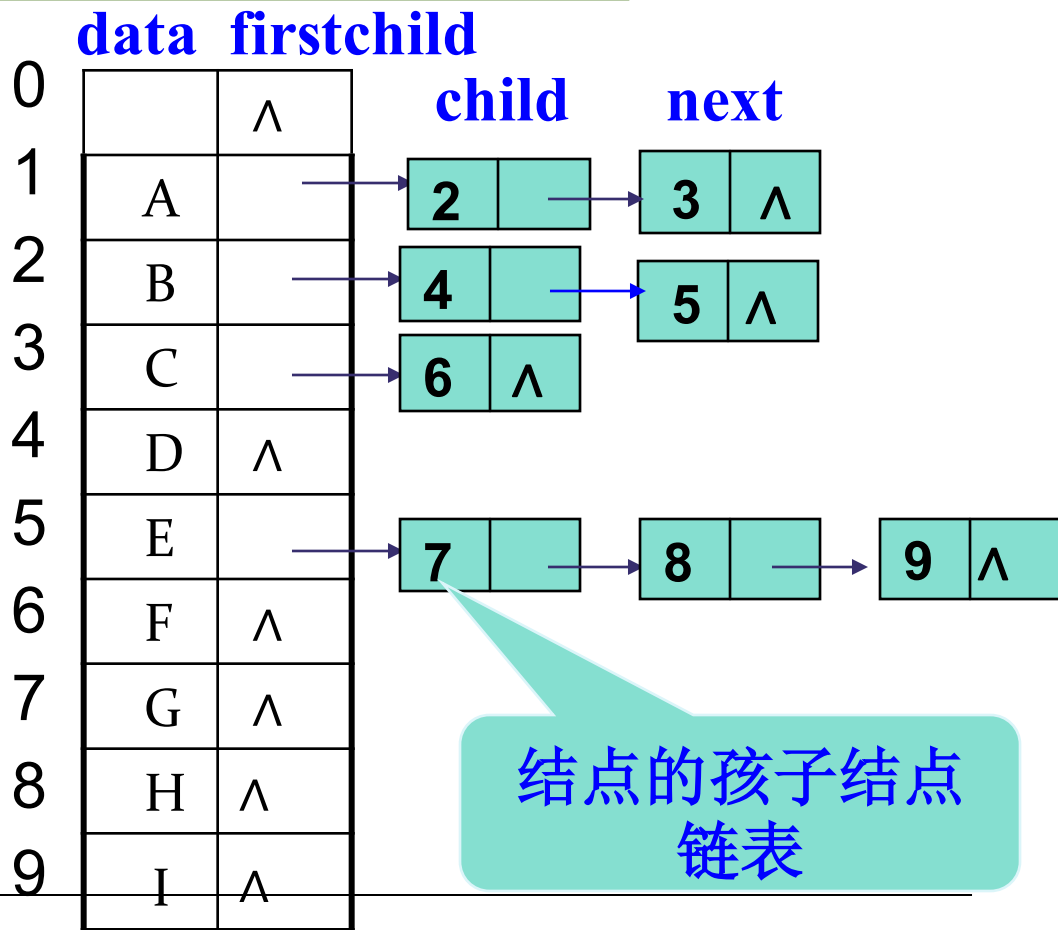 data firstchild
child next
0 ∧
1 A 2 3 ∧
2 B 4 5 ∧
3 C 6 ∧
4 D ∧
5 E 7 8 9 ∧
6 F ∧
7 G ∧
8 H ∧
9 I ∧
结点的孩子结点
链表